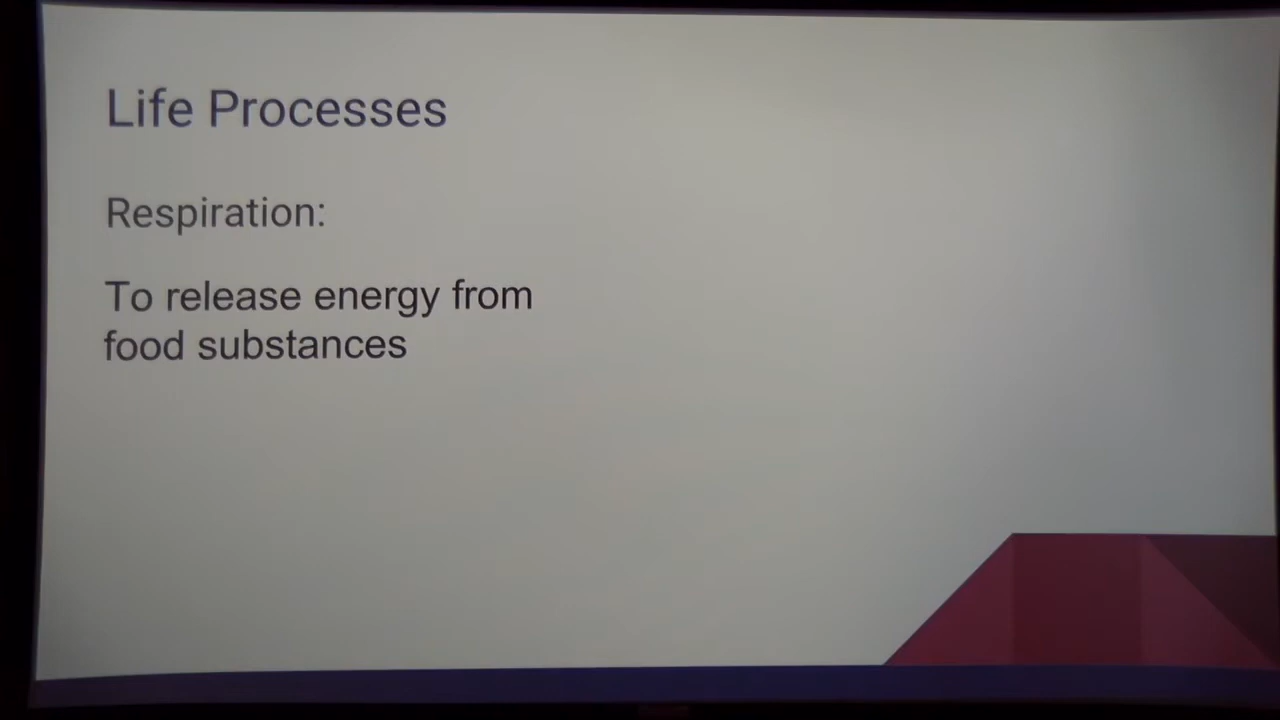 Life Processes
Respiration:
To release energy from
food substances